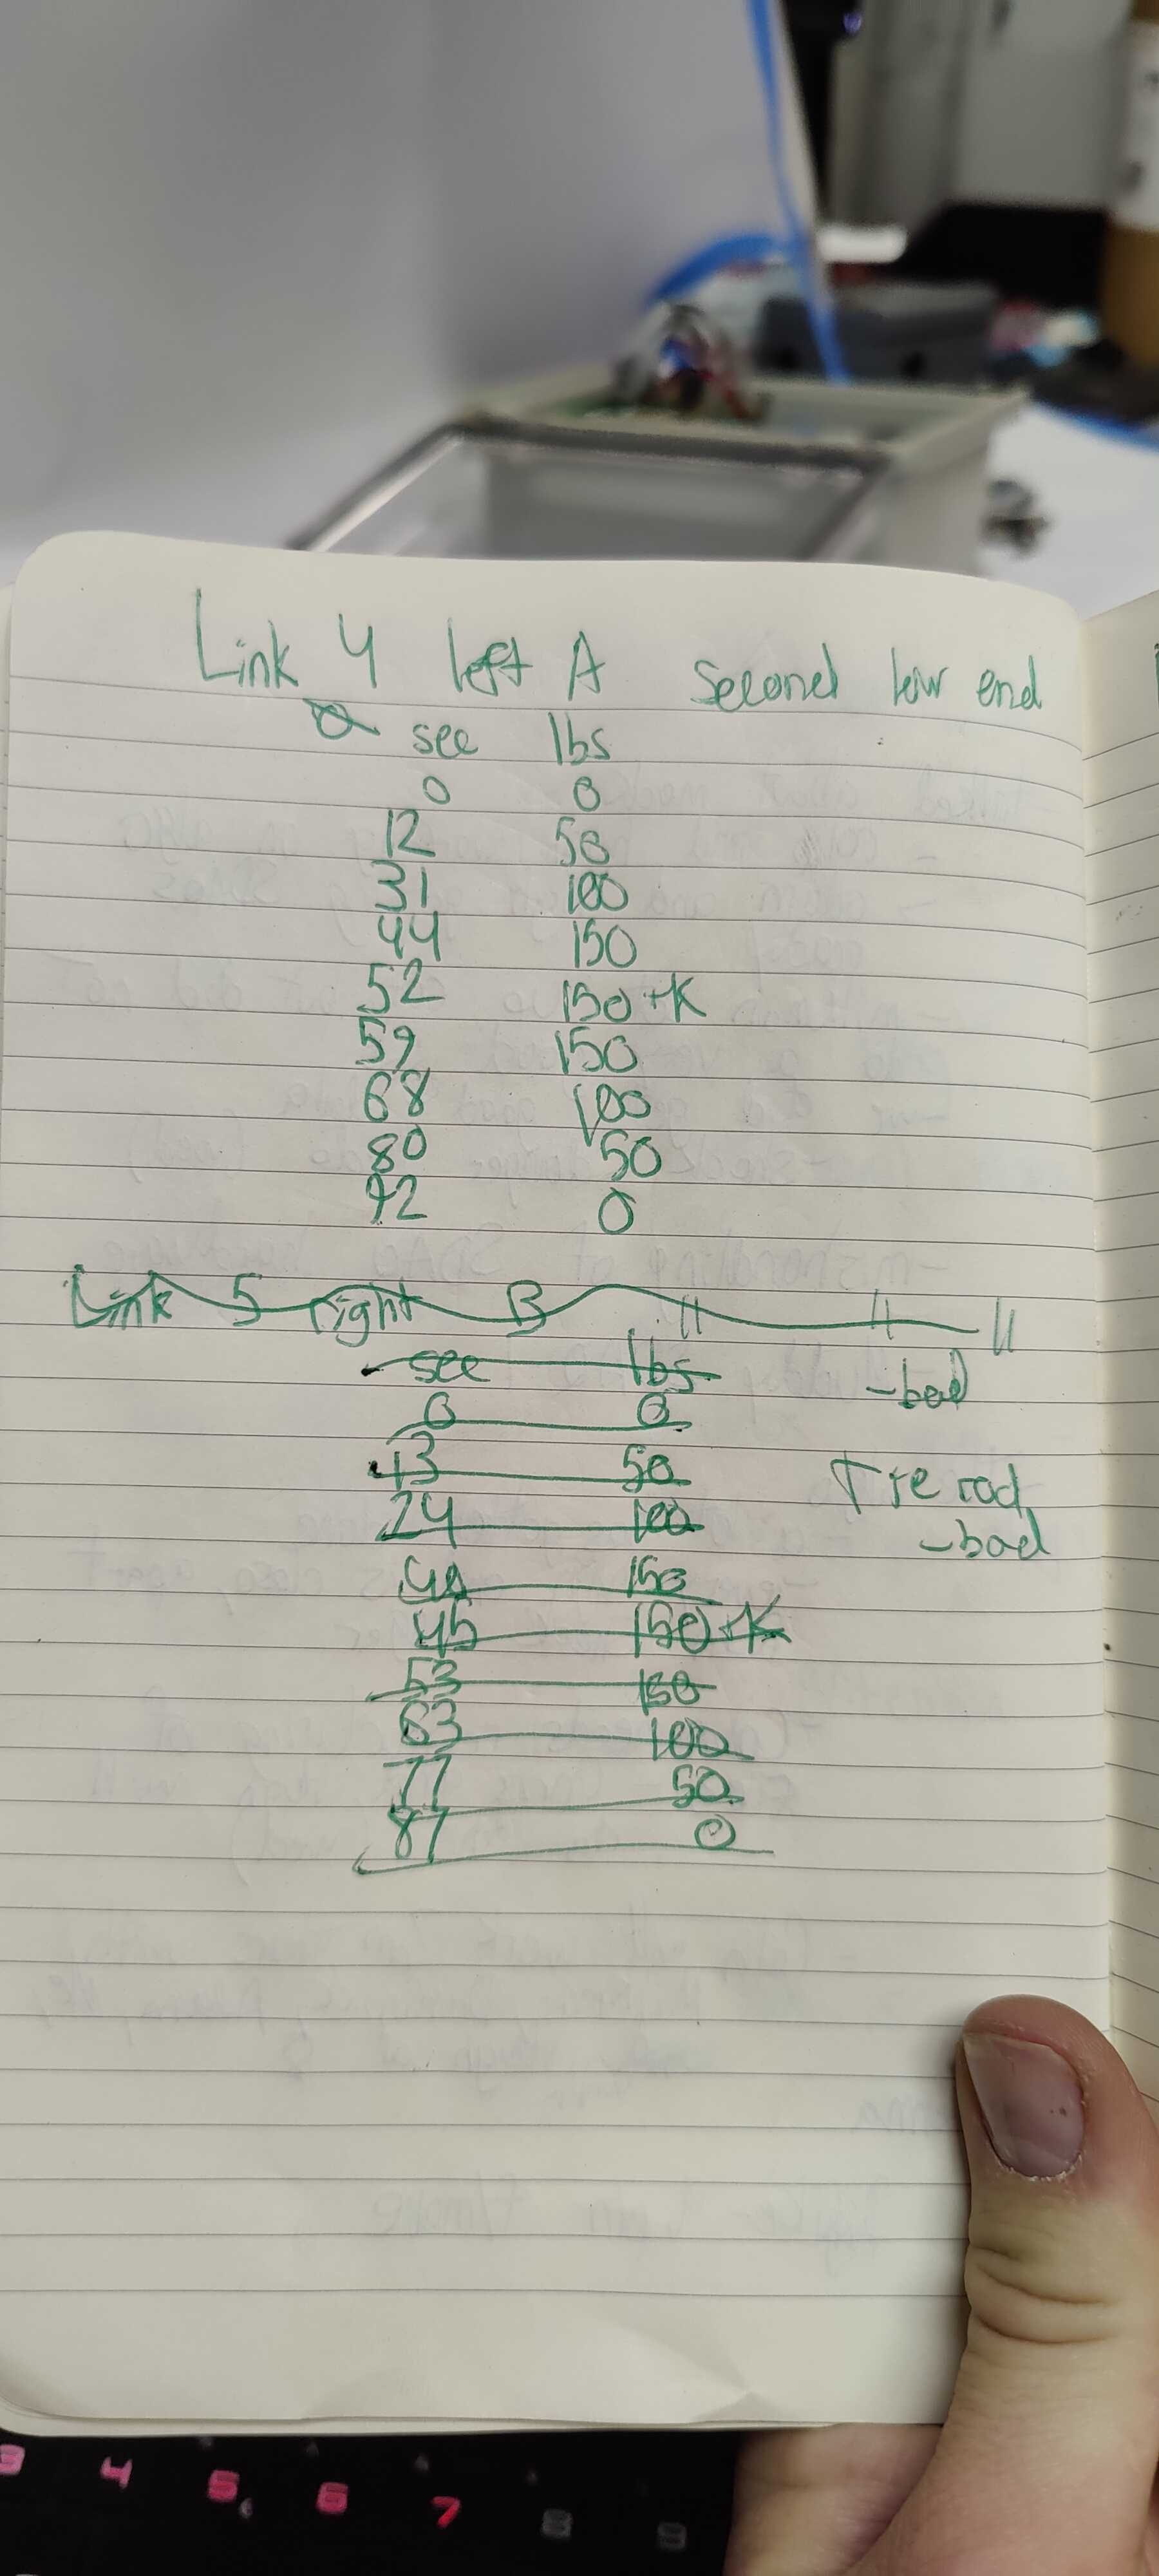 Link 4 left A Second low end
sec lbs
0 0
12 50
31 100
44 150
52 150+K
59 150
68 100
80 50
92 0
Link 5 right B " " "
sec lbs
-bad
0 0
13 50
Tie rod
24 100
-bad
150
45 150+K
53 150
63 100
77 50
87 0
3 4 5 6 7 8 9